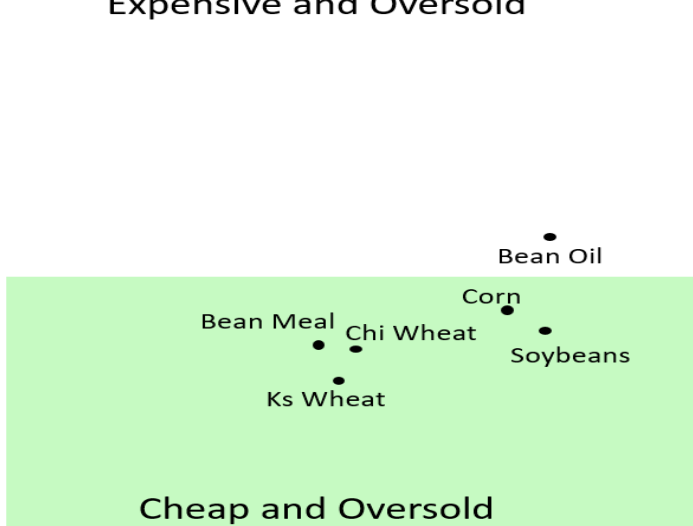 Expensive and Oversold
Bean Oil
Corn
Bean Meal
Chi Wheat
Soybeans
Ks Wheat
Cheap and Oversold